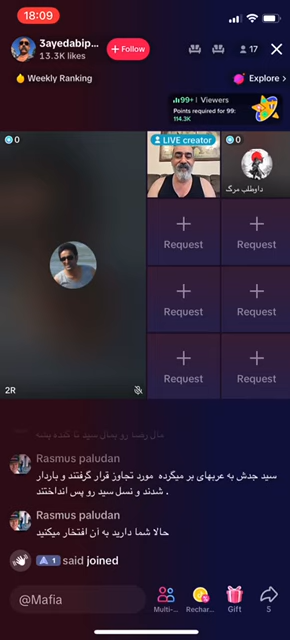 18:09
3ayedabip...
13.3K likes
+ Follow
17
Weekly Ranking
Explore >
99+ | Viewers
Points required for 99:
114.3K
0
LIVE creator
0
داوطلب مرگ
Request
Request
Request
Request
Request
Request
2R
Rasmus paludan
سید جدش به عربهای بر میگرده مورد تجاوز قرار گرفتند و باردار
شدند و نسل سید رو پس انداختند .
Rasmus paludan
حالا شما دارید به آن افتخار میکنید
1 said joined
@Mafia
Multi-...
Rechar...
Gift
5